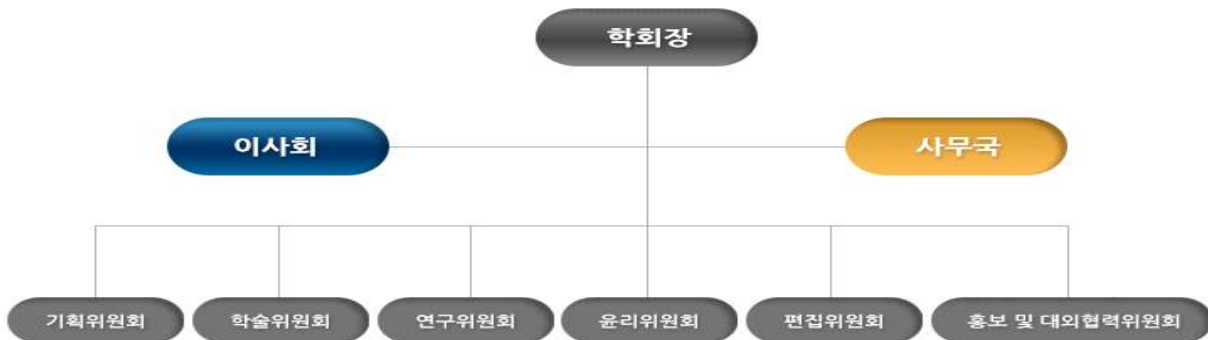 학회장
이사회
사무국
기획위원회
학술위원회
연구위원회
윤리위원회
편집위원회
홍보 및 대외협력위원회